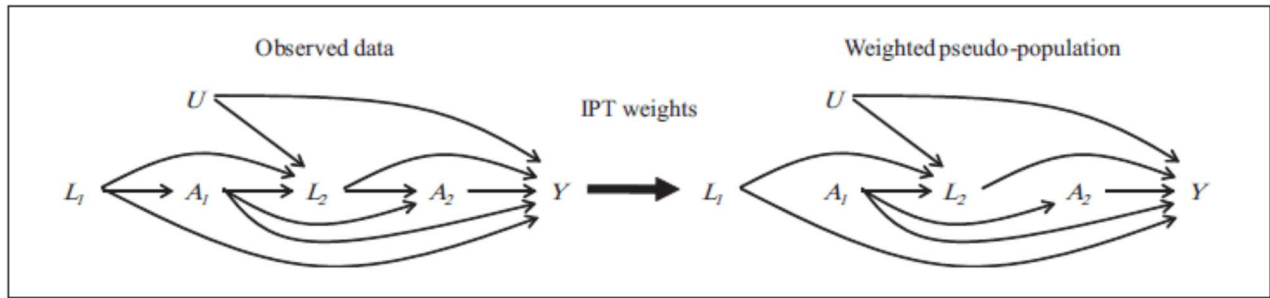 Observed data
Weighted pseudo-population
U
IPT weights
U
L₁ A₁ L₂ A₂ Y
L₁ A₁ L₂ A₂ Y